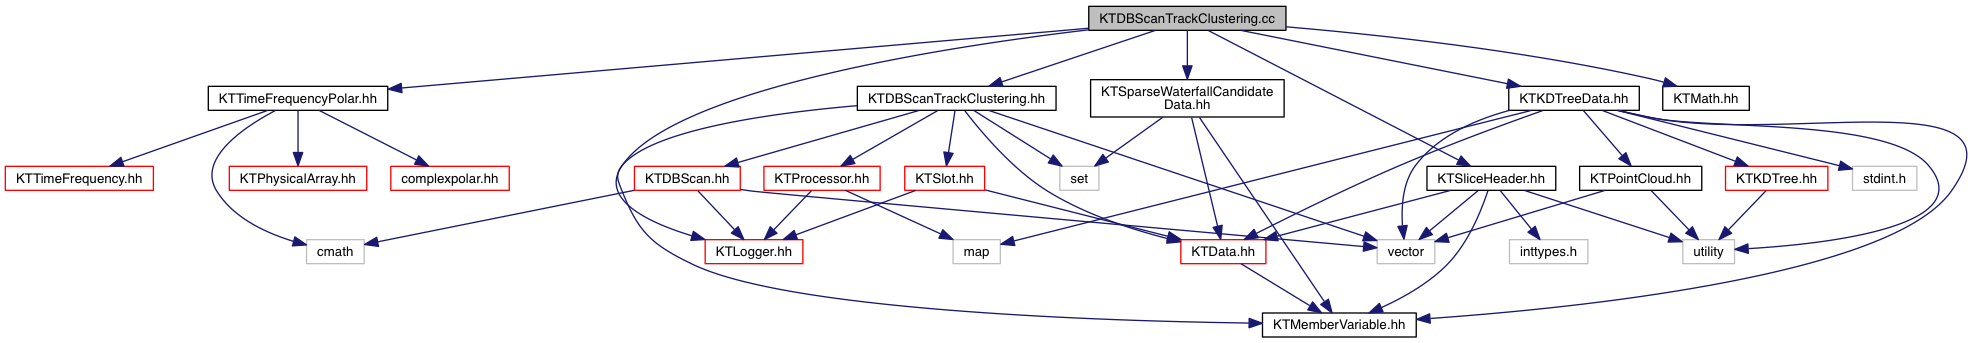 KTDBScanTrackClustering.cc
KTTimeFrequencyPolar.hh
KTDBScanTrackClustering.hh
KTSparseWaterfallCandidate
Data.hh
KTKDTreeData.hh
KTMath.hh
KTTimeFrequency.hh
KTPhysicalArray.hh
complexpolar.hh
KTDBScan.hh
KTProcessor.hh
KTSlot.hh
set
KTSliceHeader.hh
KTPointCloud.hh
KTKDTree.hh
stdint.h
cmath
KTLogger.hh
map
KTData.hh
vector
inttypes.h
utility
KTMemberVariable.hh